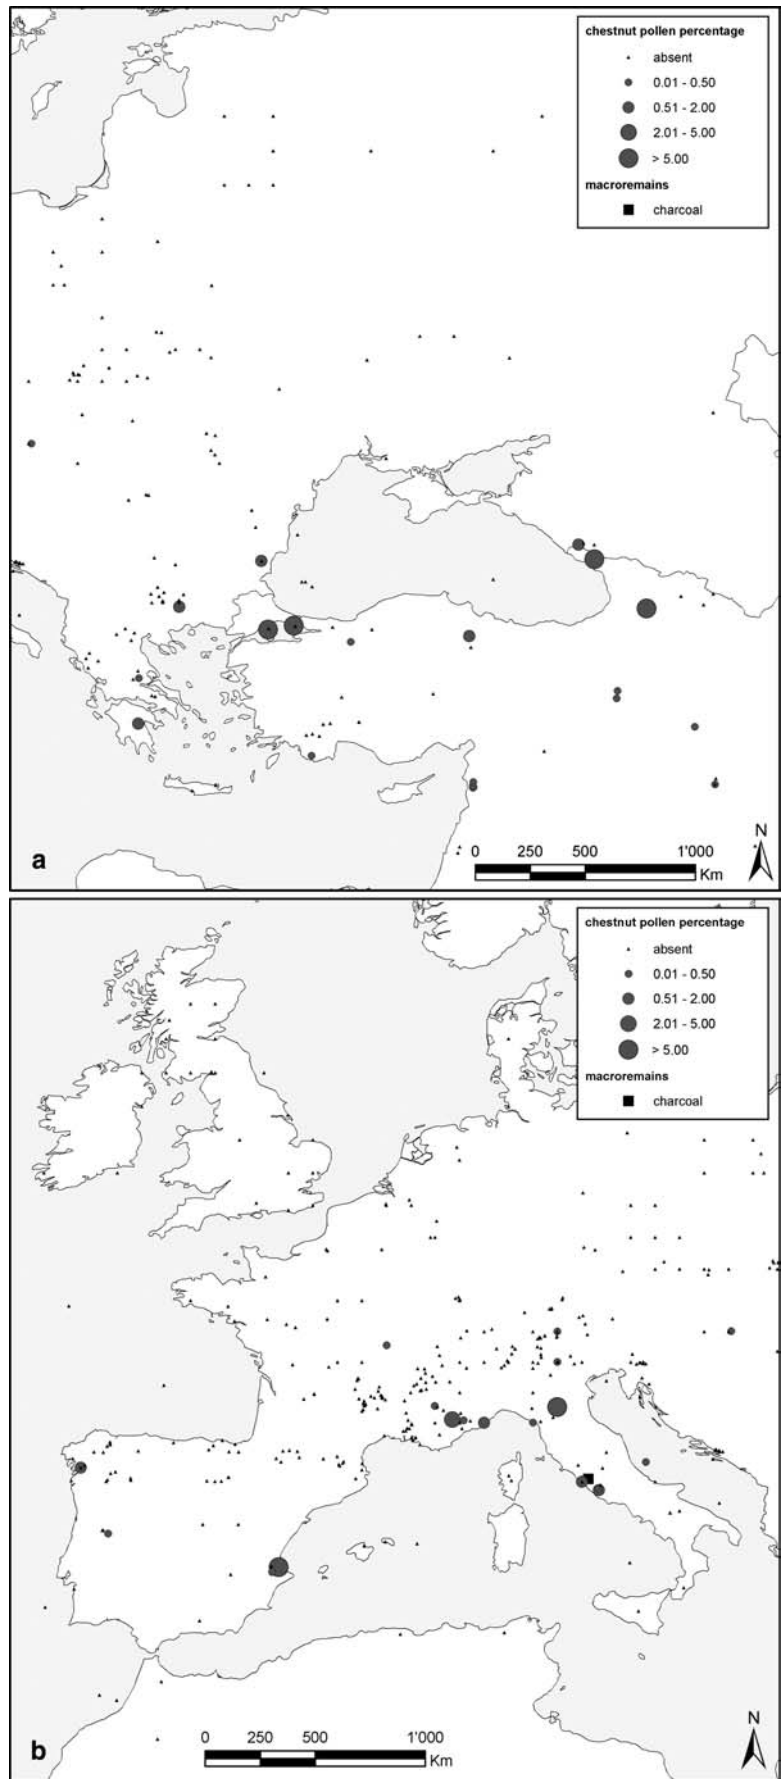 chestnut pollen percentage
absent
0.01 - 0.50
0.51 - 2.00
2.01 - 5.00
> 5.00
macroremains
charcoal
a
0 250 500 1'000
Km
N
chestnut pollen percentage
absent
0.01 - 0.50
0.51 - 2.00
2.01 - 5.00
> 5.00
macroremains
charcoal
b
0 250 500 1'000
Km
N